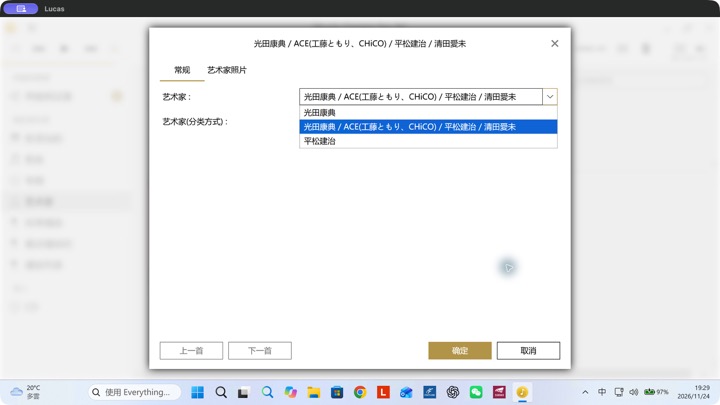 Lucas
光田康典 / ACE(工藤ともり、CHiCO) / 平松建治 / 清田愛未
常规 艺术家照片
艺术家：
光田康典 / ACE(工藤ともり、CHiCO) / 平松建治 / 清田愛未
光田康典
艺术家(分类方式)：
光田康典 / ACE(工藤ともり、CHiCO) / 平松建治 / 清田愛未
平松建治
上一首 下一首 确定 取消
20°C
多雲
使用 Everything...
中
97%
19:29
2026/11/24